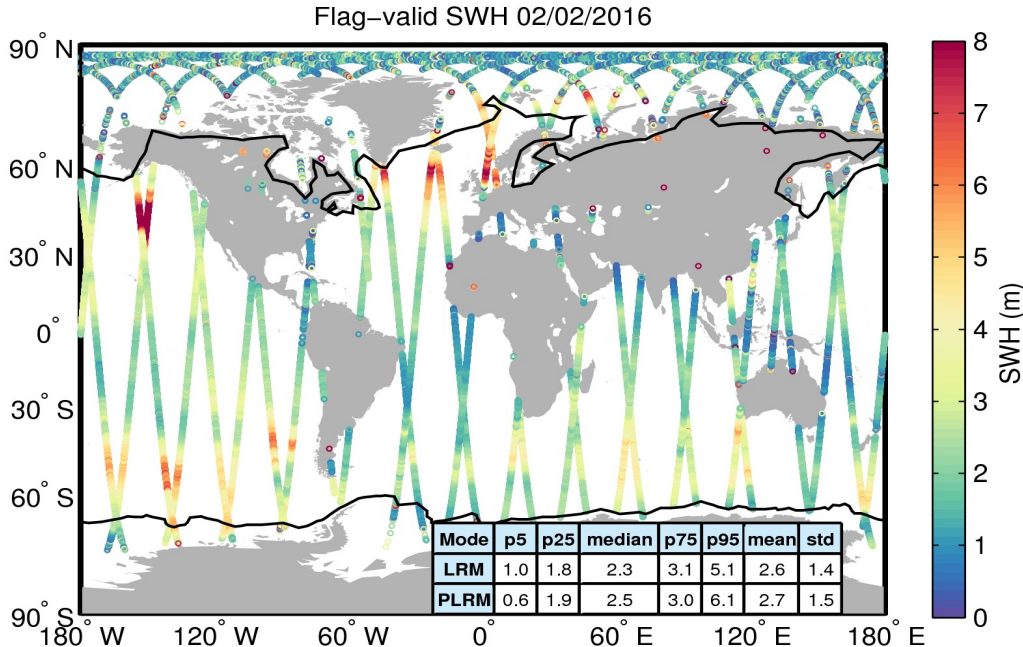 Flag−valid SWH 02/02/2016
90° N
60° N
30° N
0°
30° S
60° S
90° S
180° W
120° W
60° W
0°
60° E
120° E
180° E
Mode p5 p25 median p75 p95 mean std
LRM 1.0 1.8 2.3 3.1 5.1 2.6 1.4
PLRM 0.6 1.9 2.5 3.0 6.1 2.7 1.5
8
7
6
5
4
3
2
1
0
SWH (m)